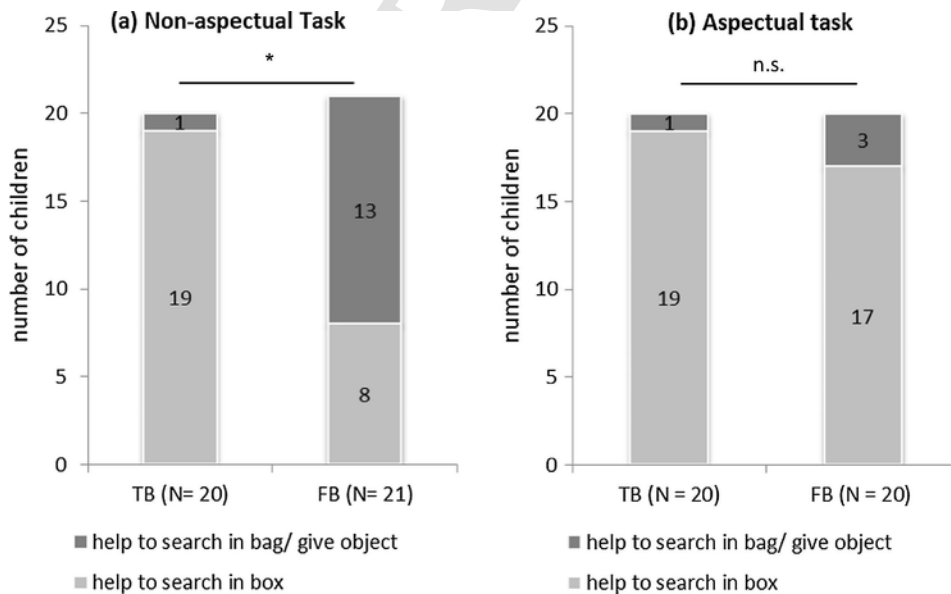 (a) Non-aspectual Task
25
20
15
10
5
0
number of children
*
1
19
13
8
TB (N= 20)
FB (N= 21)
help to search in bag/ give object
help to search in box
(b) Aspectual task
25
20
15
10
5
0
number of children
n.s.
1
19
3
17
TB (N = 20)
FB (N = 20)
help to search in bag/ give object
help to search in box